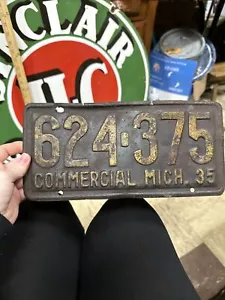 SINCLAIR
H-C
624-375
COMMERCIAL MICH. 35